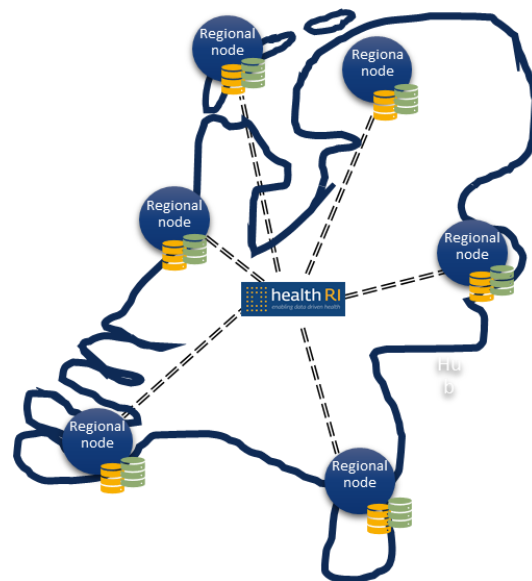 Regional
node
Regiona
node
Regional
node
Regional
node
health RI
enabling data driven health
Hu
b
Regional
node
Regional
node